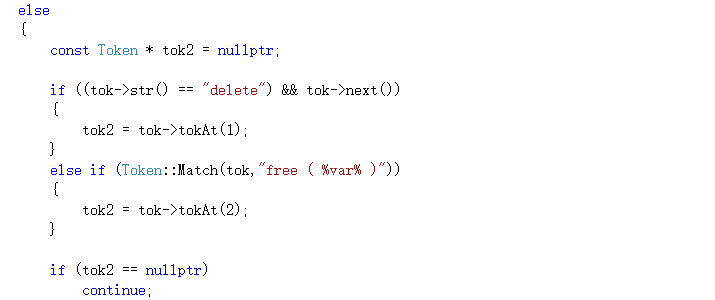 else
{
const Token * tok2 = nullptr;
if ((tok->str() == "delete") && tok->next())
{
tok2 = tok->tokAt(1);
}
else if (Token::Match(tok,"free ( %var% )"))
{
tok2 = tok->tokAt(2);
}
if (tok2 == nullptr)
continue;